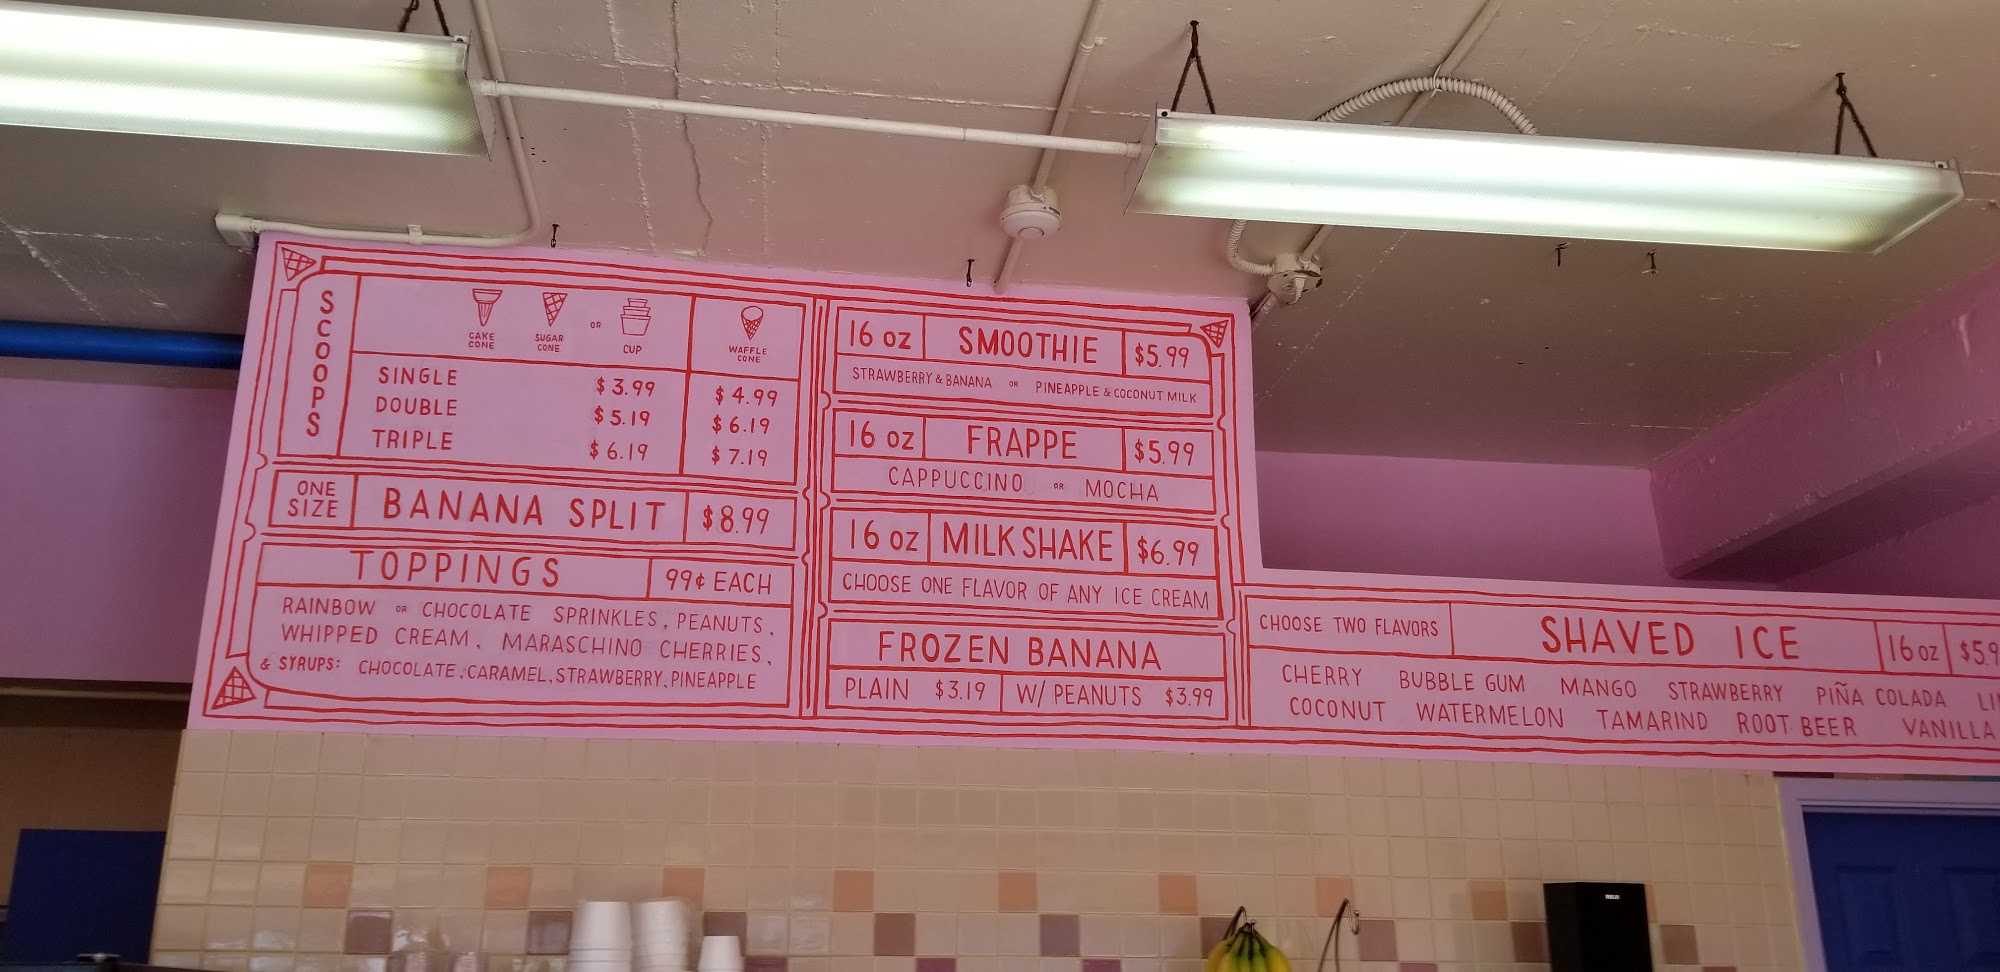 SCOOPS
CAKE CONE
SUGAR CONE
OR
CUP
WAFFLE CONE
SINGLE $3.99 $4.99
DOUBLE $5.19 $6.19
TRIPLE $6.19 $7.19
ONE SIZE BANANA SPLIT $8.99
TOPPINGS 99¢ EACH
RAINBOW OR CHOCOLATE SPRINKLES, PEANUTS,
WHIPPED CREAM, MARASCHINO CHERRIES,
& SYRUPS: CHOCOLATE, CARAMEL, STRAWBERRY, PINEAPPLE
16 oz SMOOTHIE $5.99
STRAWBERRY & BANANA OR PINEAPPLE & COCONUT MILK
16 oz FRAPPE $5.99
CAPPUCCINO OR MOCHA
16 oz MILKSHAKE $6.99
CHOOSE ONE FLAVOR OF ANY ICE CREAM
FROZEN BANANA
PLAIN $3.19 W/ PEANUTS $3.99
CHOOSE TWO FLAVORS SHAVED ICE 16 oz
CHERRY BUBBLE GUM MANGO STRAWBERRY PIÑA COLADA
COCONUT WATERMELON TAMARIND ROOT BEER VANILLA